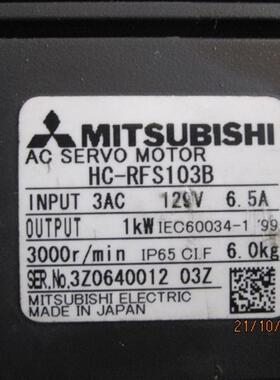 MITSUBISHI
AC SERVO MOTOR
HC-RFS103B
INPUT 3AC 129V 6.5A
OUTPUT 1kW IEC60034-1 '99
3000r/min IP65 CI.F 6.0kg
SER.No.3Z0640012 03Z
MITSUBISHI ELECTRIC
MADE IN JAPAN
21/10/